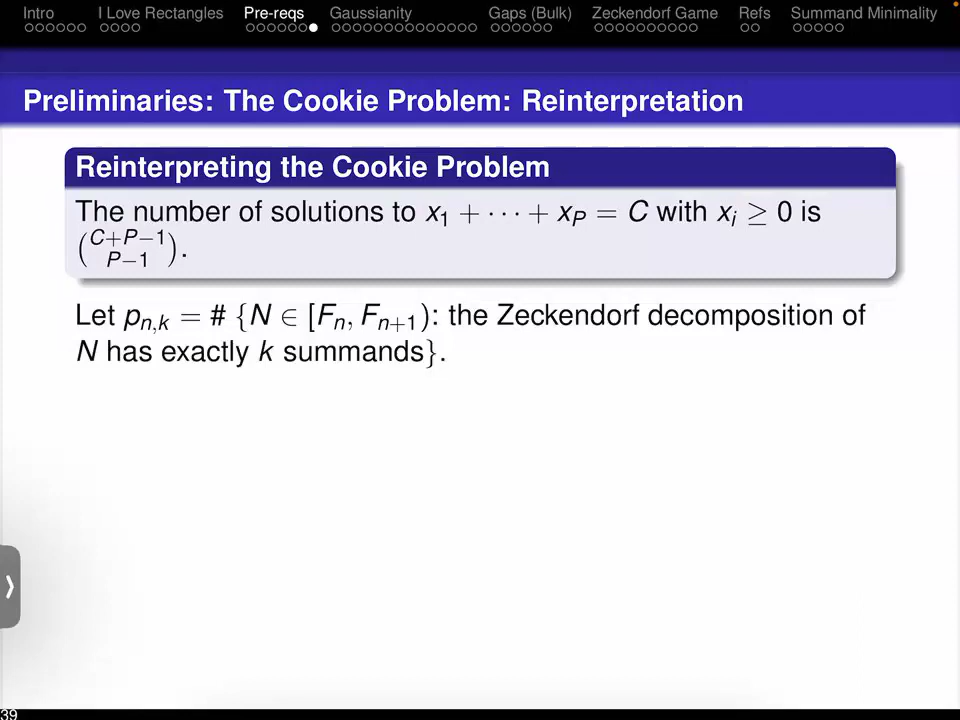 Intro I Love Rectangles Pre-reqs Gaussianity Gaps (Bulk) Zeckendorf Game Refs Summand Minimality
Preliminaries: The Cookie Problem: Reinterpretation
Reinterpreting the Cookie Problem
The number of solutions to x₁ + · · · + x_P = C with x_i ≥ 0 is
(C+P−1 P−1).
Let p_{n,k} = # {N ∈ [F_n, F_{n+1}): the Zeckendorf decomposition of
N has exactly k summands}.
39